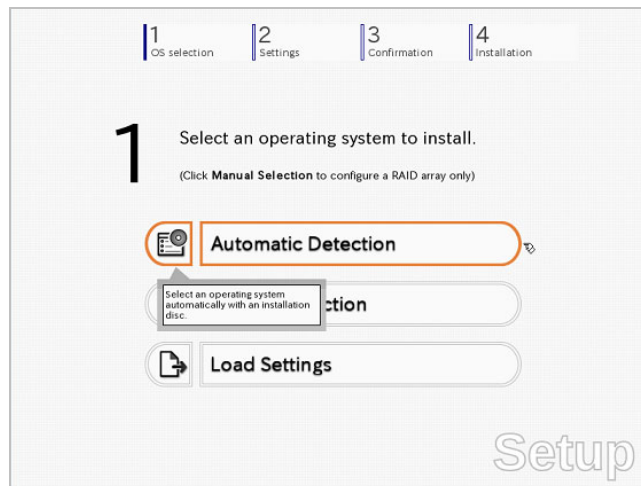 1
OS selection
2
Settings
3
Confirmation
4
Installation
1
Select an operating system to install.
(Click Manual Selection to configure a RAID array only)
Automatic Detection
Select an operating system
automatically with an installation
disc.
ction
Load Settings
Setup